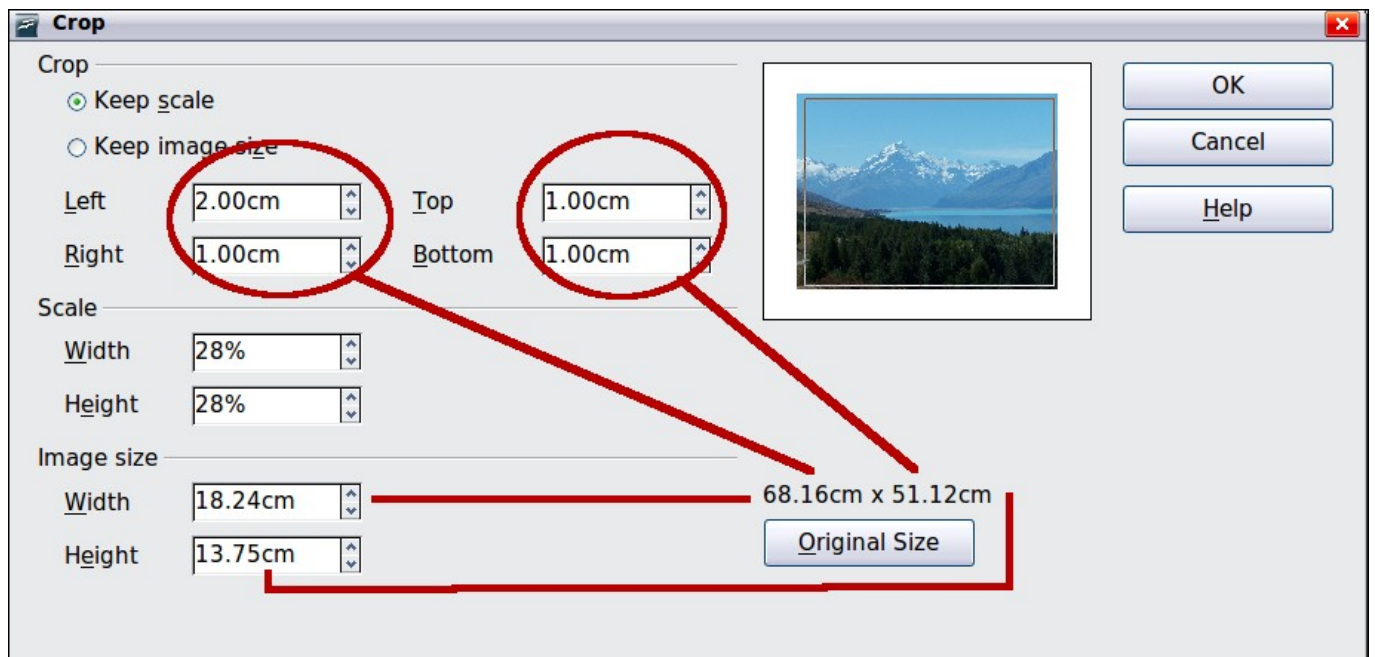 Crop
Crop
Keep scale
Keep image size
Left 2.00cm Top 1.00cm
Right 1.00cm Bottom 1.00cm
Scale
Width 28%
Height 28%
Image size
Width 18.24cm
Height 13.75cm
68.16cm x 51.12cm
Original Size
OK
Cancel
Help